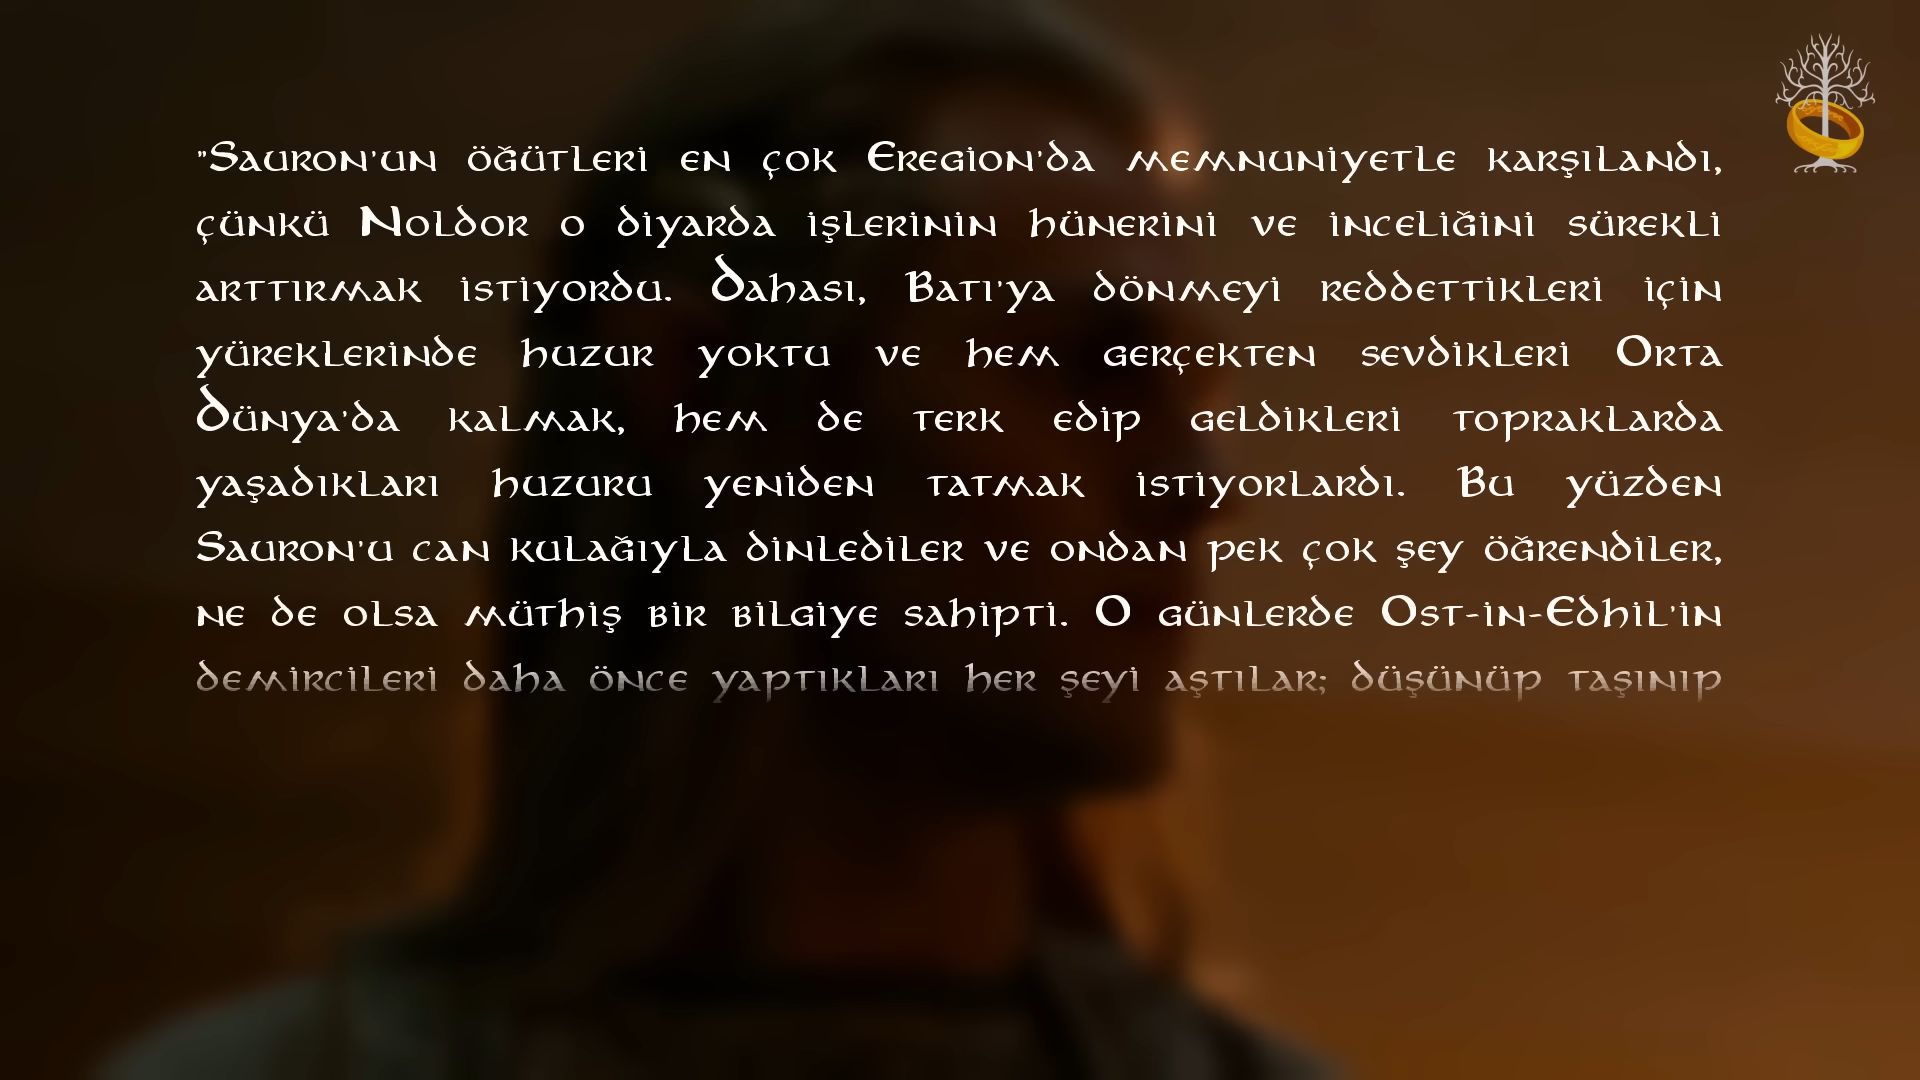 "Sauron'un öğütleri en çok Eregion'da memnuniyetle karşılandı,
çünkü Noldor o diyarda işlerinin hünerini ve inceliğini sürekli
arttırmak istiyordu. Dahası, Batı'ya dönmeyi reddettikleri için
yüreklerinde huzur yoktu ve hem gerçekten sevdikleri Orta
Dünya'da kalmak, hem de terk edip geldikleri topraklarda
yaşadıkları huzuru yeniden tatmak istiyorlardı. Bu yüzden
Sauron'u can kulağıyla dinlediler ve ondan pek çok şey öğrendiler,
ne de olsa müthiş bir bilgiye sahipti. O günlerde Ost-in-Edhil'in
demircileri daha önce yaptıkları her şeyi aştılar; düşünüp taşınıp